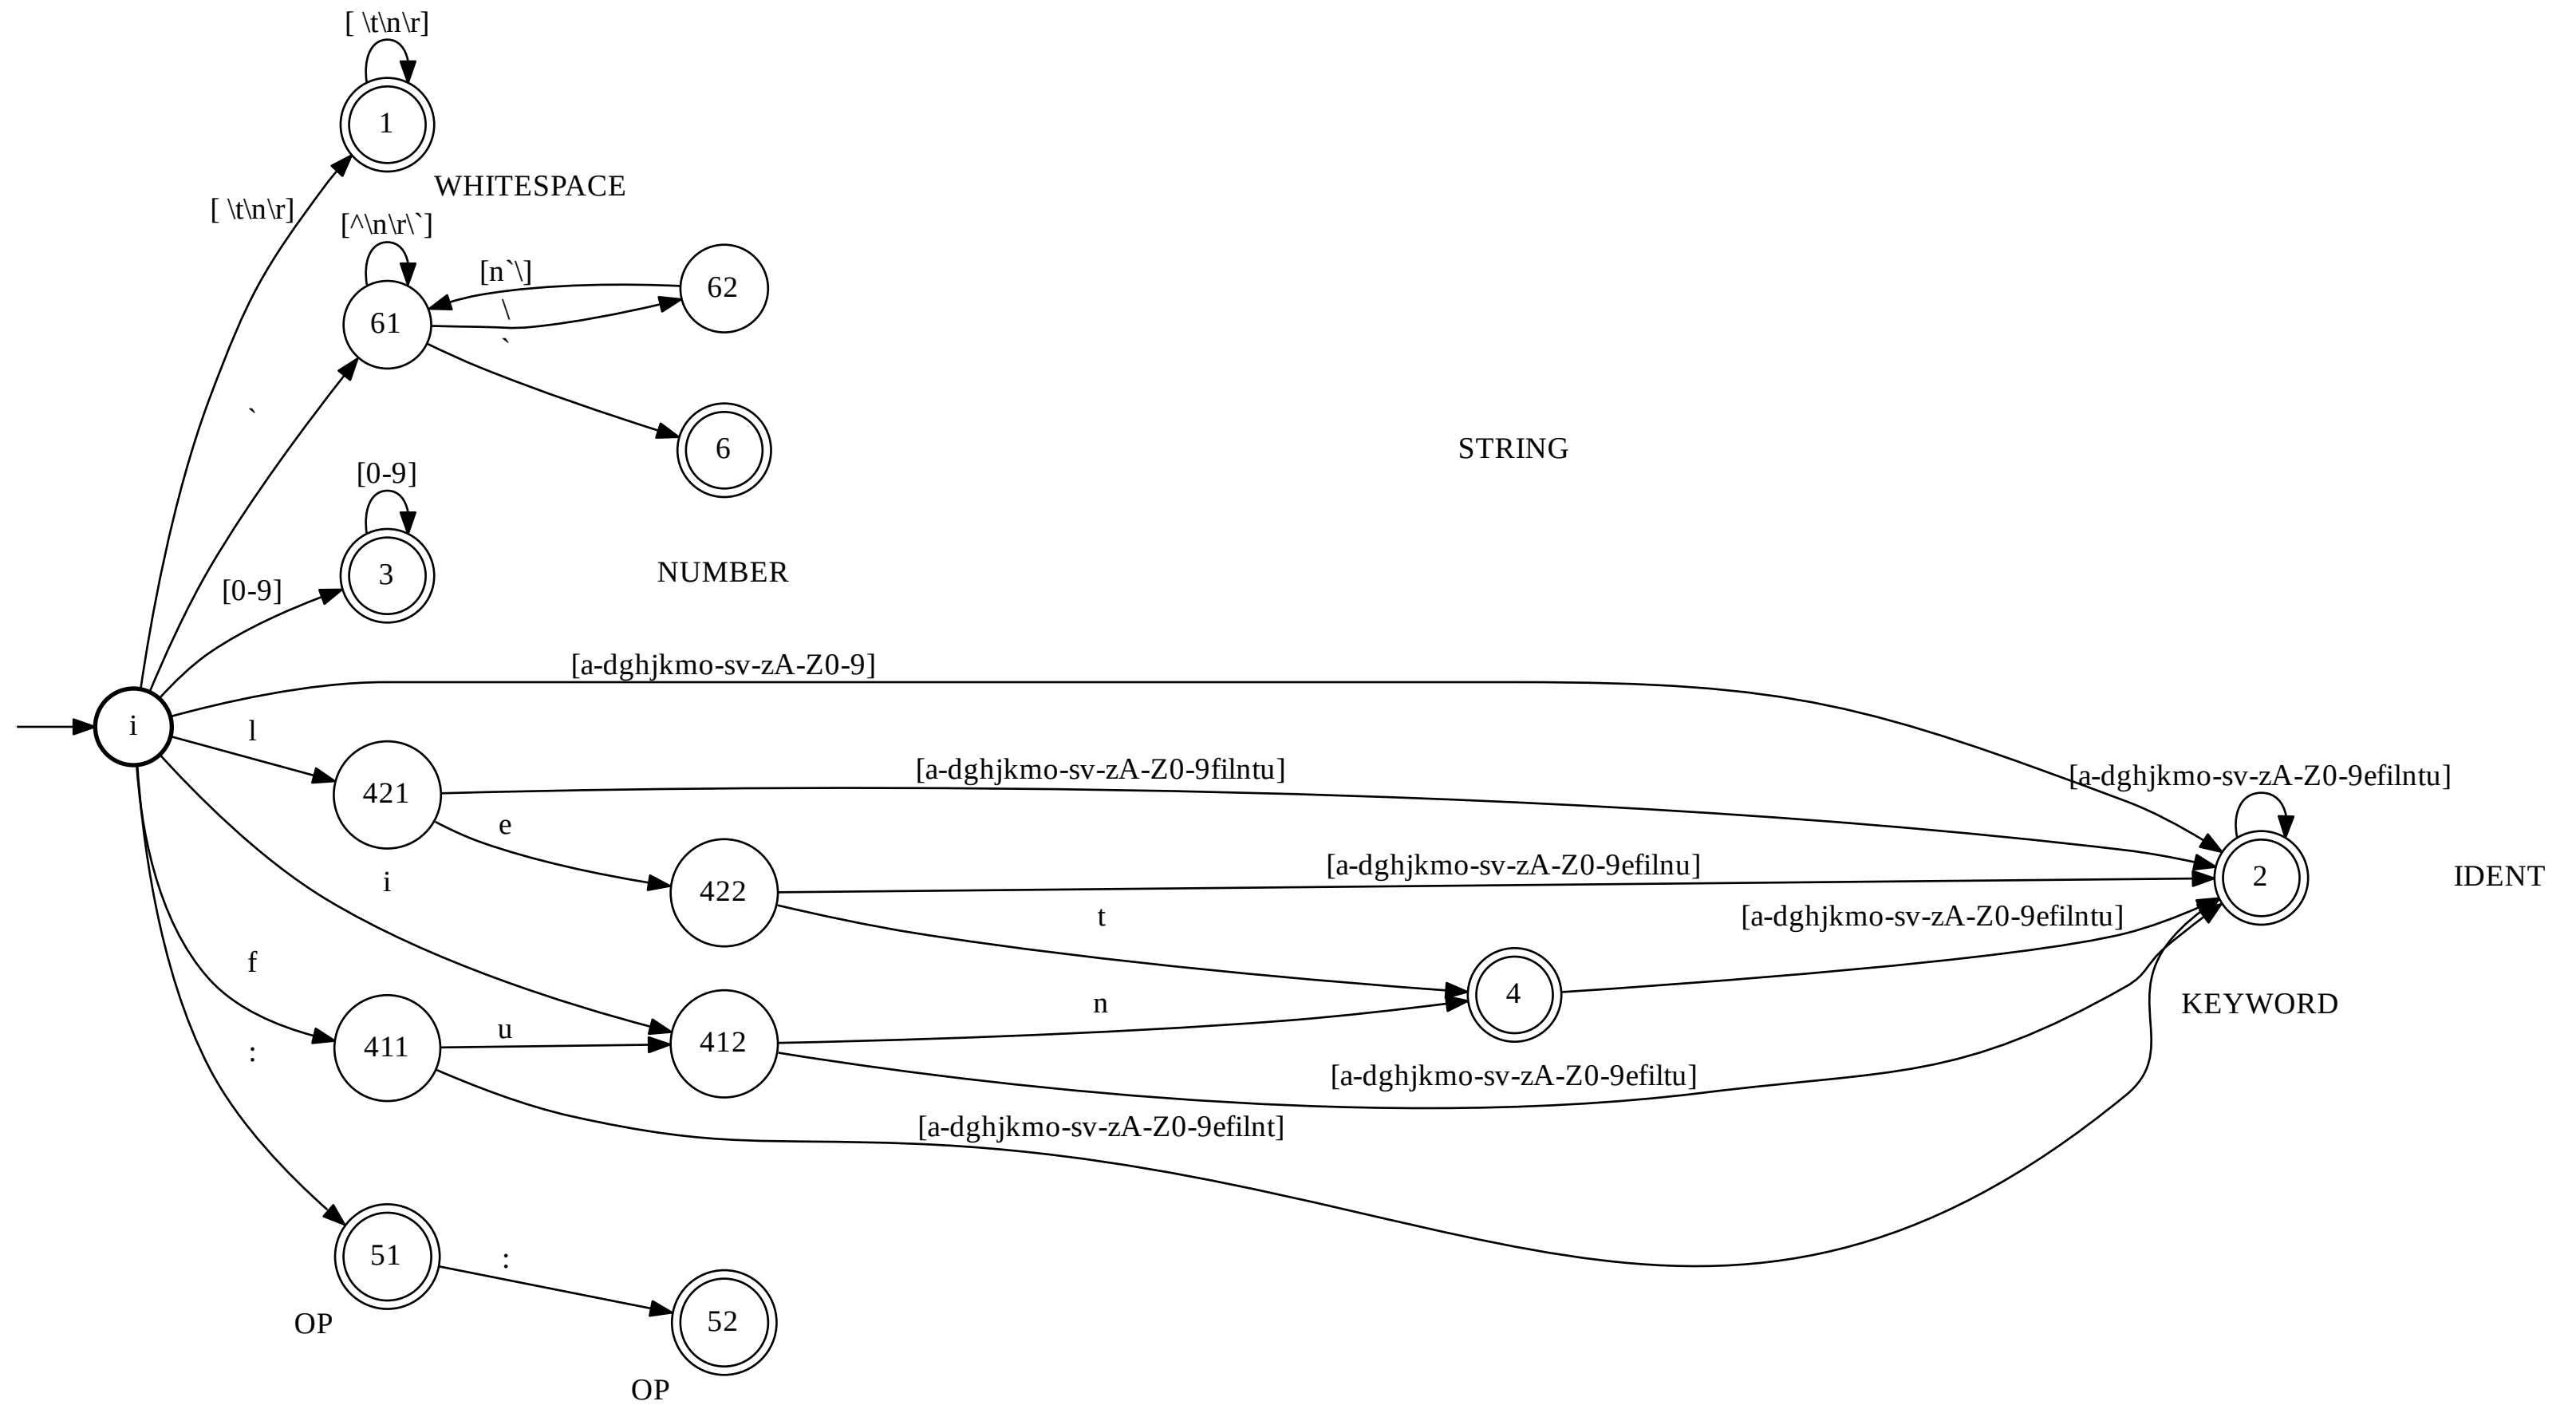 [ \t\n\r]
1
WHITESPACE
[ \t\n\r]
[^\n\r\`]
[n`\]
62
\
61
`
`
6
STRING
[0-9]
3
NUMBER
[0-9]
[a-dghjkmo-sv-zA-Z0-9]
i
l
421
[a-dghjkmo-sv-zA-Z0-9filntu]
[a-dghjkmo-sv-zA-Z0-9efilntu]
e
i
422
[a-dghjkmo-sv-zA-Z0-9efilnu]
2
IDENT
t
[a-dghjkmo-sv-zA-Z0-9efilntu]
f
4
KEYWORD
n
:
411
u
412
[a-dghjkmo-sv-zA-Z0-9efiltu]
[a-dghjkmo-sv-zA-Z0-9efilnt]
51
:
OP
52
OP